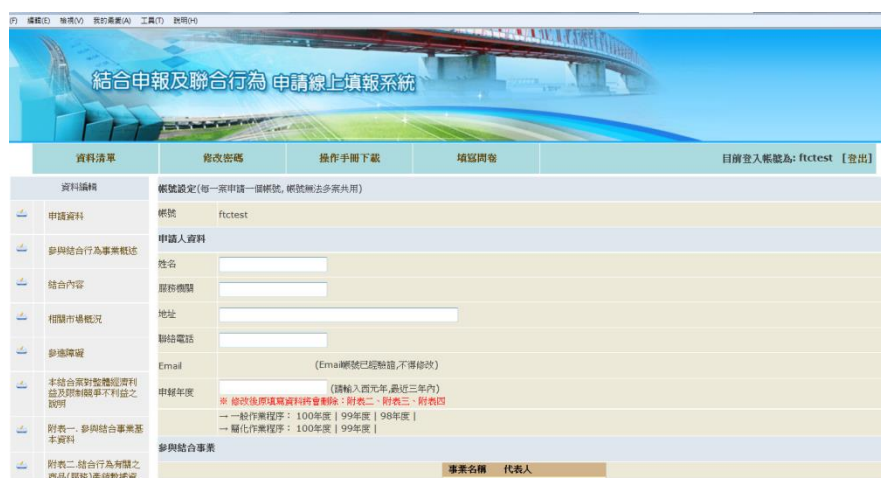 (F) 編輯(E) 檢視(V) 我的最愛(A) 工具(T) 說明(H)
結合申報及聯合行為 申請線上填報系統
資料清單 修改密碼 操作手冊下載 填寫問卷 目前登入帳號為: ftctest [登出]
資料編輯
申請資料
參與結合行為事業概述
結合內容
相關市場概況
參進障礙
本結合案對整體經濟利
益及限制競爭不利益之
說明
附表一. 參與結合事業基
本資料
附表二.結合行為有關之
商品(服務)產銷數據資
帳號設定(每一案申請一個帳號, 帳號無法多案共用)
帳號 ftctest
申請人資料
姓名
服務機關
地址
聯絡電話
Email (Email帳號已經驗證,不得修改)
申報年度 (請輸入西元年,最近三年內)
※ 修改後原填寫資料將會刪除：附表二、附表三、附表四
→ 一般作業程序： 100年度 | 99年度 | 98年度 |
→ 簡化作業程序： 100年度 | 99年度 |
參與結合事業
事業名稱 代表人